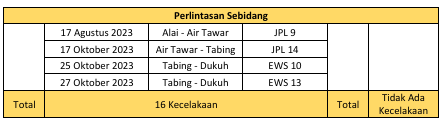 Perlintasan Sebidang
17 Agustus 2023 Alai - Air Tawar JPL 9
17 Oktober 2023 Air Tawar - Tabing JPL 14
25 Oktober 2023 Tabing - Dukuh EWS 10
27 Oktober 2023 Tabing - Dukuh EWS 13
Total 16 Kecelakaan Total Tidak Ada
Kecelakaan